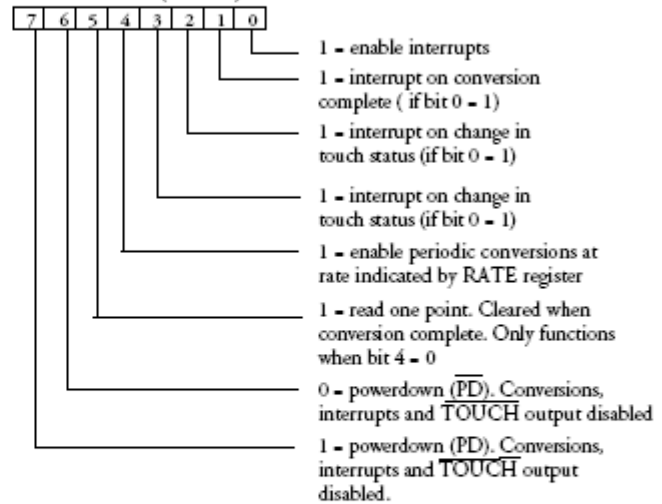 7 6 5 4 3 2 1 0
1 = enable interrupts
1 = interrupt on conversion
complete ( if bit 0 = 1)
1 = interrupt on change in
touch status (if bit 0 = 1)
1 = interrupt on change in
touch status (if bit 0 = 1)
1 = enable periodic conversions at
rate indicated by RATE register
1 = read one point. Cleared when
conversion complete. Only functions
when bit 4 = 0
0 = powerdown (PD). Conversions,
interrupts and TOUCH output disabled
1 = powerdown (PD). Conversions,
interrupts and TOUCH output
disabled.